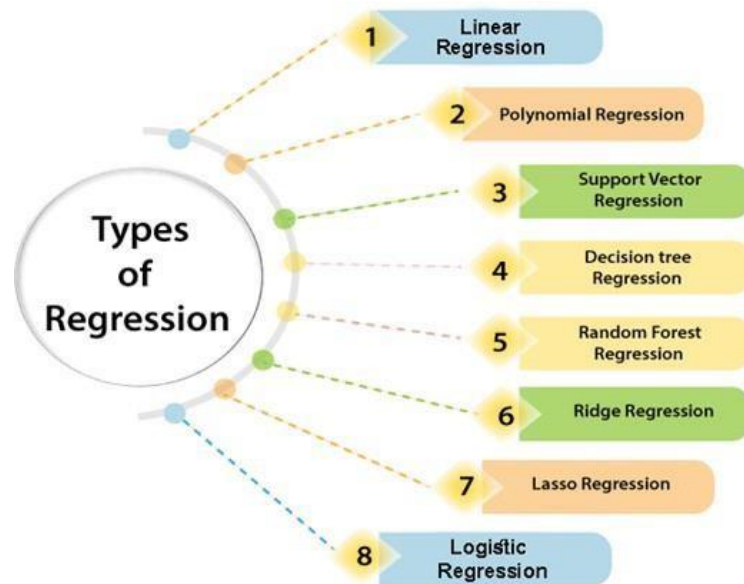 Types
of
Regression
1
Linear
Regression
2
Polynomial Regression
3
Support Vector
Regression
4
Decision tree
Regression
5
Random Forest
Regression
6
Ridge Regression
7
Lasso Regression
8
Logistic
Regression